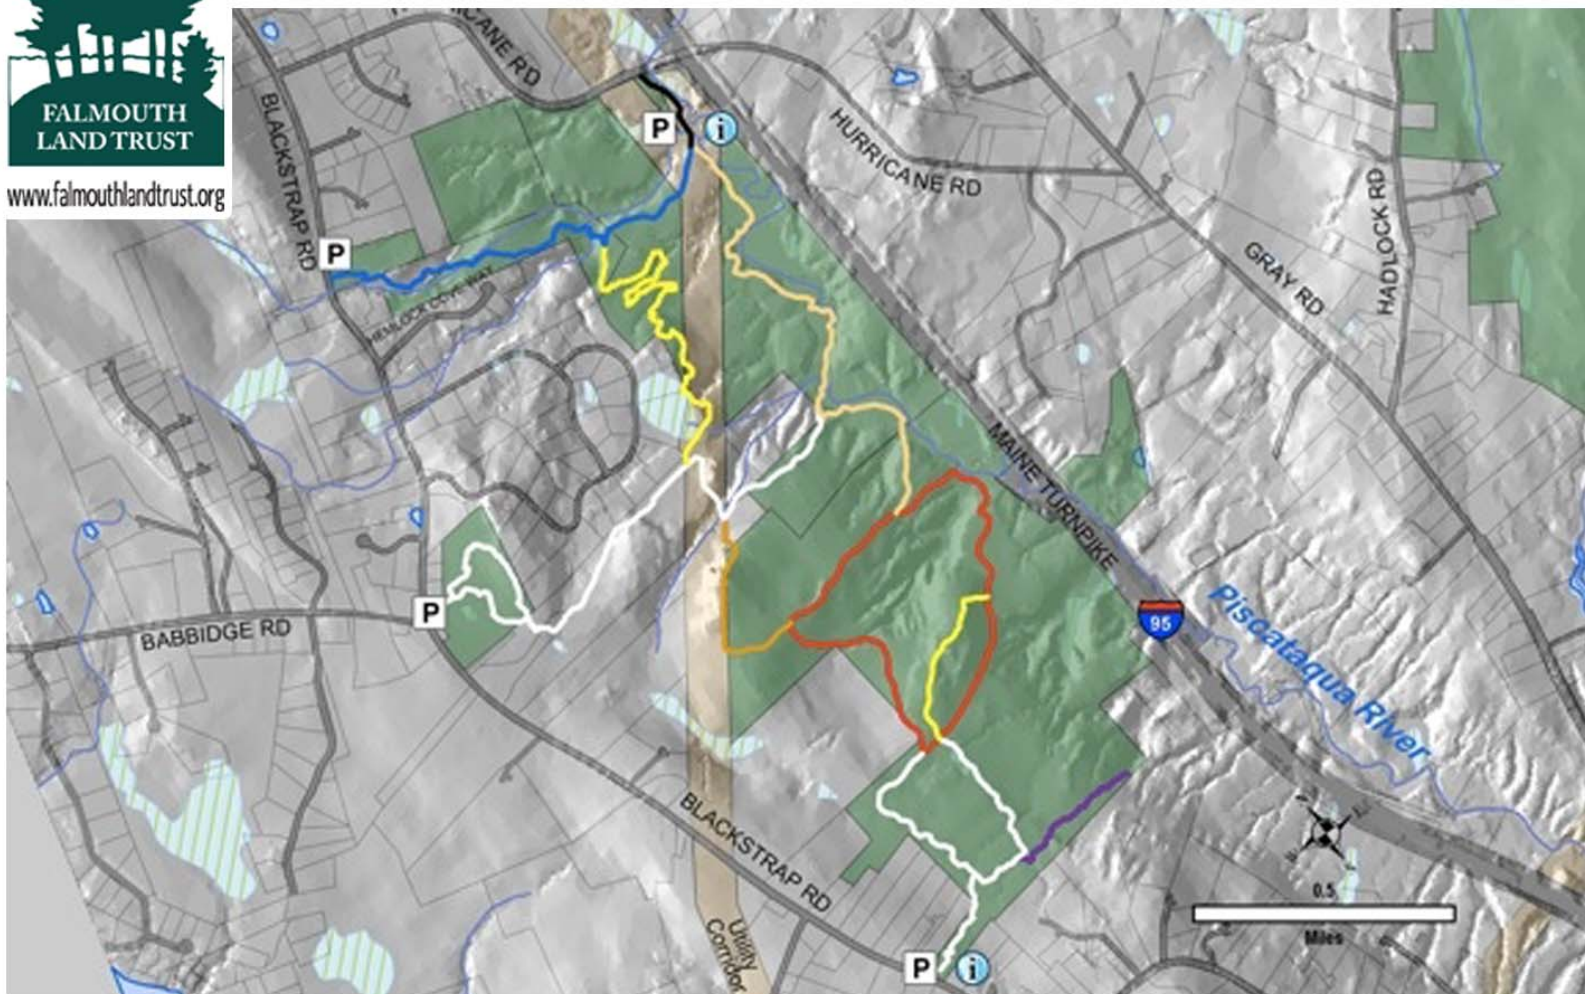 FALMOUTH
LAND TRUST
www.falmouthlandtrust.org
RICANE RD
BLACKSTRAP RD
P
i
HURRICANE RD
HADLOCK RD
P
GRAY RD
HEMLOCK COVE WAY
MAINE TURNPIKE
P
BABBIDGE RD
95
Piscataqua River
BLACKSTRAP RD
0.5
Miles
Utility
Corridor
P
i